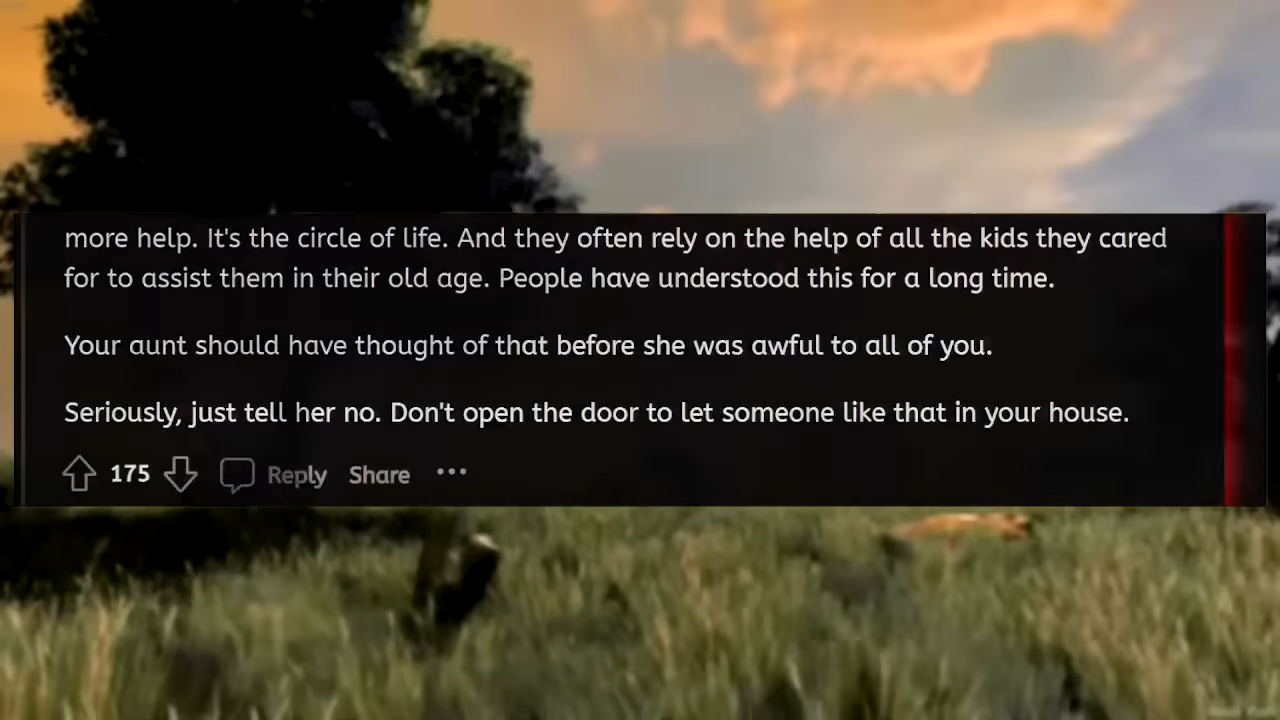 more help. It's the circle of life. And they often rely on the help of all the kids they cared
for to assist them in their old age. People have understood this for a long time.
Your aunt should have thought of that before she was awful to all of you.
Seriously, just tell her no. Don't open the door to let someone like that in your house.
175 Reply Share